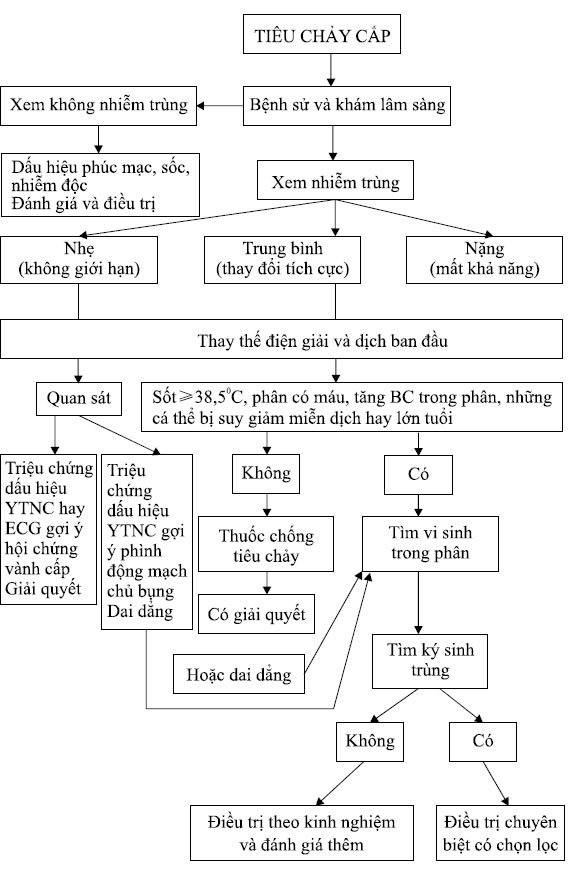 TIÊU CHẢY CẤP
Xem không nhiễm trùng
Bệnh sử và khám lâm sàng
Dấu hiệu phúc mạc, sốc,
nhiễm độc
Đánh giá và điều trị
Xem nhiễm trùng
Nhẹ
(không giới hạn)
Trung bình
(thay đổi tích cực)
Nặng
(mất khả năng)
Thay thế điện giải và dịch ban đầu
Quan sát
Sốt ⩾ 38,5⁰C, phân có máu, tăng BC trong phân, những
cá thể bị suy giảm miễn dịch hay lớn tuổi
Triệu chứng
dấu hiệu
YTNC hay
ECG gợi ý
hội chứng
vành cấp
Giải quyết
Triệu
chứng
dấu hiệu
YTNC gợi
ý phình
động mạch
chủ bụng
Dai dẳng
Không
Có
Thuốc chống
tiêu chảy
Tìm vi sinh
trong phân
Có giải quyết
Hoặc dai dẳng
Tìm ký sinh
trùng
Không
Có
Điều trị theo kinh nghiệm
và đánh giá thêm
Điều trị chuyên
biệt có chọn lọc